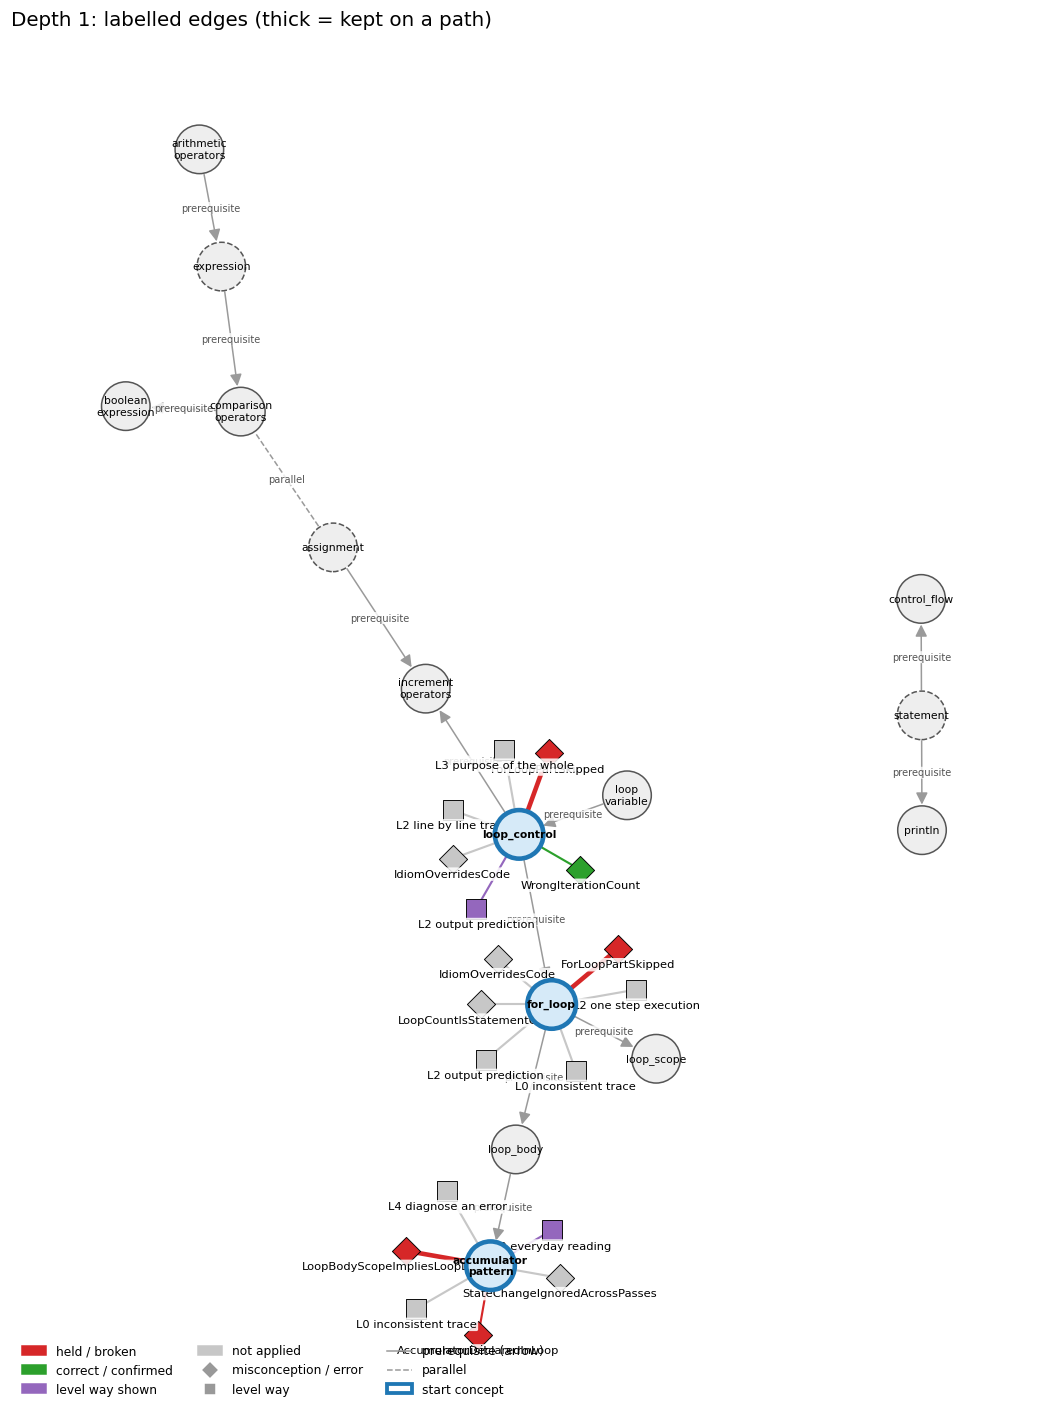 Depth 1: labelled edges (thick = kept on a path)
arithmetic
operators
prerequisite
expression
prerequisite
boolean
expression
prerequisite
comparison
operators
parallel
assignment
prerequisite
increment
operators
control_flow
prerequisite
statement
prerequisite
println
L3 purpose of the whole
loop
variable
prerequisite
L2 line by line
loop_control
IdiomOverridesCode
WrongIterationCount
L2 output prediction
IdiomOverridesCode
ForLoopPartSkipped
L2 one step execution
for_loop
LoopCountIsStatement
prerequisite
loop_scope
L2 output prediction
L0 inconsistent trace
loop_body
L4 diagnose an error
everyday reading
LoopBodyScopeImpliesLoop
accumulator
pattern
StateChangeIgnoredAcrossPasses
L0 inconsistent trace
held / broken
correct / confirmed
level way shown
not applied
misconception / error
level way
prerequisite (arrow)
parallel
start concept